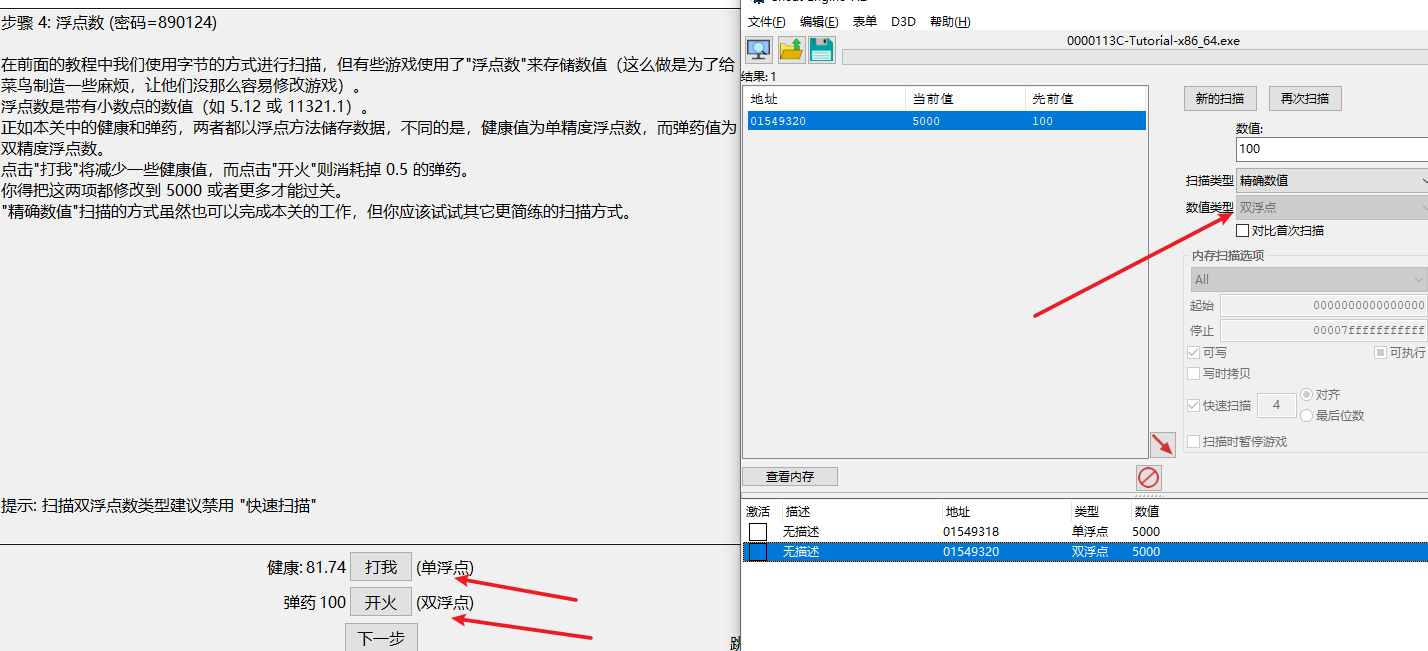 步骤 4: 浮点数 (密码=890124)
在前面的教程中我们使用字节的方式进行扫描，但有些游戏使用了"浮点数"来存储数值（这么做是为了给
菜鸟制造一些麻烦，让他们没那么容易修改游戏）。
浮点数是带有小数点的数值（如 5.12 或 11321.1）。
正如本关中的健康和弹药，两者都以浮点方法储存数据，不同的是，健康值为单精度浮点数，而弹药值为
双精度浮点数。
点击"打我"将减少一些健康值，而点击"开火"则消耗掉 0.5 的弹药。
你得把这两项都修改到 5000 或者更多才能过关。
"精确数值"扫描的方式虽然也可以完成本关的工作，但你应该试试其它更简练的扫描方式。
提示: 扫描双浮点数类型建议禁用 "快速扫描"
健康: 81.74 打我 (单浮点)
弹药 100 开火 (双浮点)
下一步
文件(F) 编辑(E) 表单 D3D 帮助(H)
0000113C-Tutorial-x86_64.exe
结果: 1
地址 当前值 先前值
01549320 5000 100
新的扫描 再次扫描
数值:
100
扫描类型 精确数值
数值类型 双浮点
对比首次扫描
内存扫描选项
All
起始 0000000000000000
停止 00007fffffffffff
可写 可执行
写时拷贝
快速扫描 4 对齐
最后位数
扫描时暂停游戏
查看内存
激活 描述 地址 类型 数值
无描述 01549318 单浮点 5000
无描述 01549320 双浮点 5000